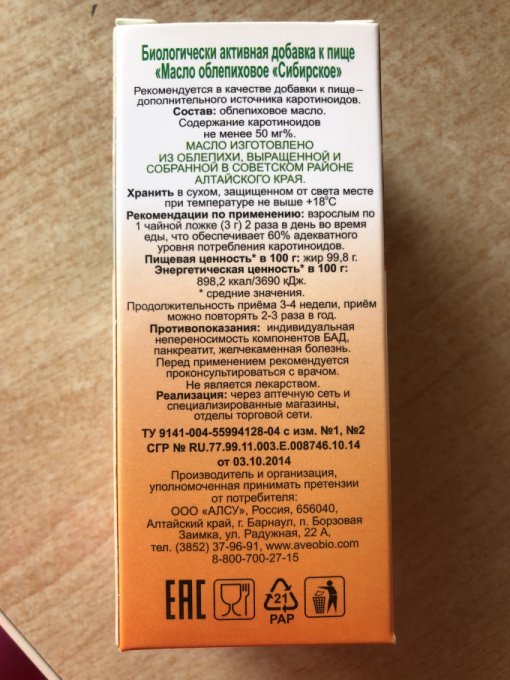 Биологически активная добавка к пище
«Масло облепиховое «Сибирское»
Рекомендуется в качестве добавки к пище–
дополнительного источника каротиноидов.
Состав: облепиховое масло.
Содержание каротиноидов
не менее 50 мг%.
МАСЛО ИЗГОТОВЛЕНО
ИЗ ОБЛЕПИХИ, ВЫРАЩЕННОЙ И
СОБРАННОЙ В СОВЕТСКОМ РАЙОНЕ
АЛТАЙСКОГО КРАЯ.
Хранить в сухом, защищенном от света месте
при температуре не выше +18°С
Рекомендации по применению: взрослым по
1 чайной ложке (3 г) 2 раза в день во время
еды, что обеспечивает 60% адекватного
уровня потребления каротиноидов.
Пищевая ценность* в 100 г: жир 99,8 г.
Энергетическая ценность* в 100 г:
898,2 ккал/3690 кДж.
* средние значения.
Продолжительность приёма 3-4 недели, приём
можно повторять 2-3 раза в год.
Противопоказания: индивидуальная
непереносимость компонентов БАД,
панкреатит, желчекаменная болезнь.
Перед применением рекомендуется
проконсультироваться с врачом.
Не является лекарством.
Реализация: через аптечную сеть и
специализированные магазины,
отделы торговой сети.
ТУ 9141-004-55994128-04 с изм. №1, №2
СГР № RU.77.99.11.003.Е.008746.10.14
от 03.10.2014
Производитель и организация,
уполномоченная принимать претензии
от потребителя:
ООО «АЛСУ», Россия, 656040,
Алтайский край, г. Барнаул, п. Борзовая
Заимка, ул. Радужная, 22 А,
тел. (3852) 37-96-91, www.aveobio.com
8-800-700-27-15
EAC
21
PAP